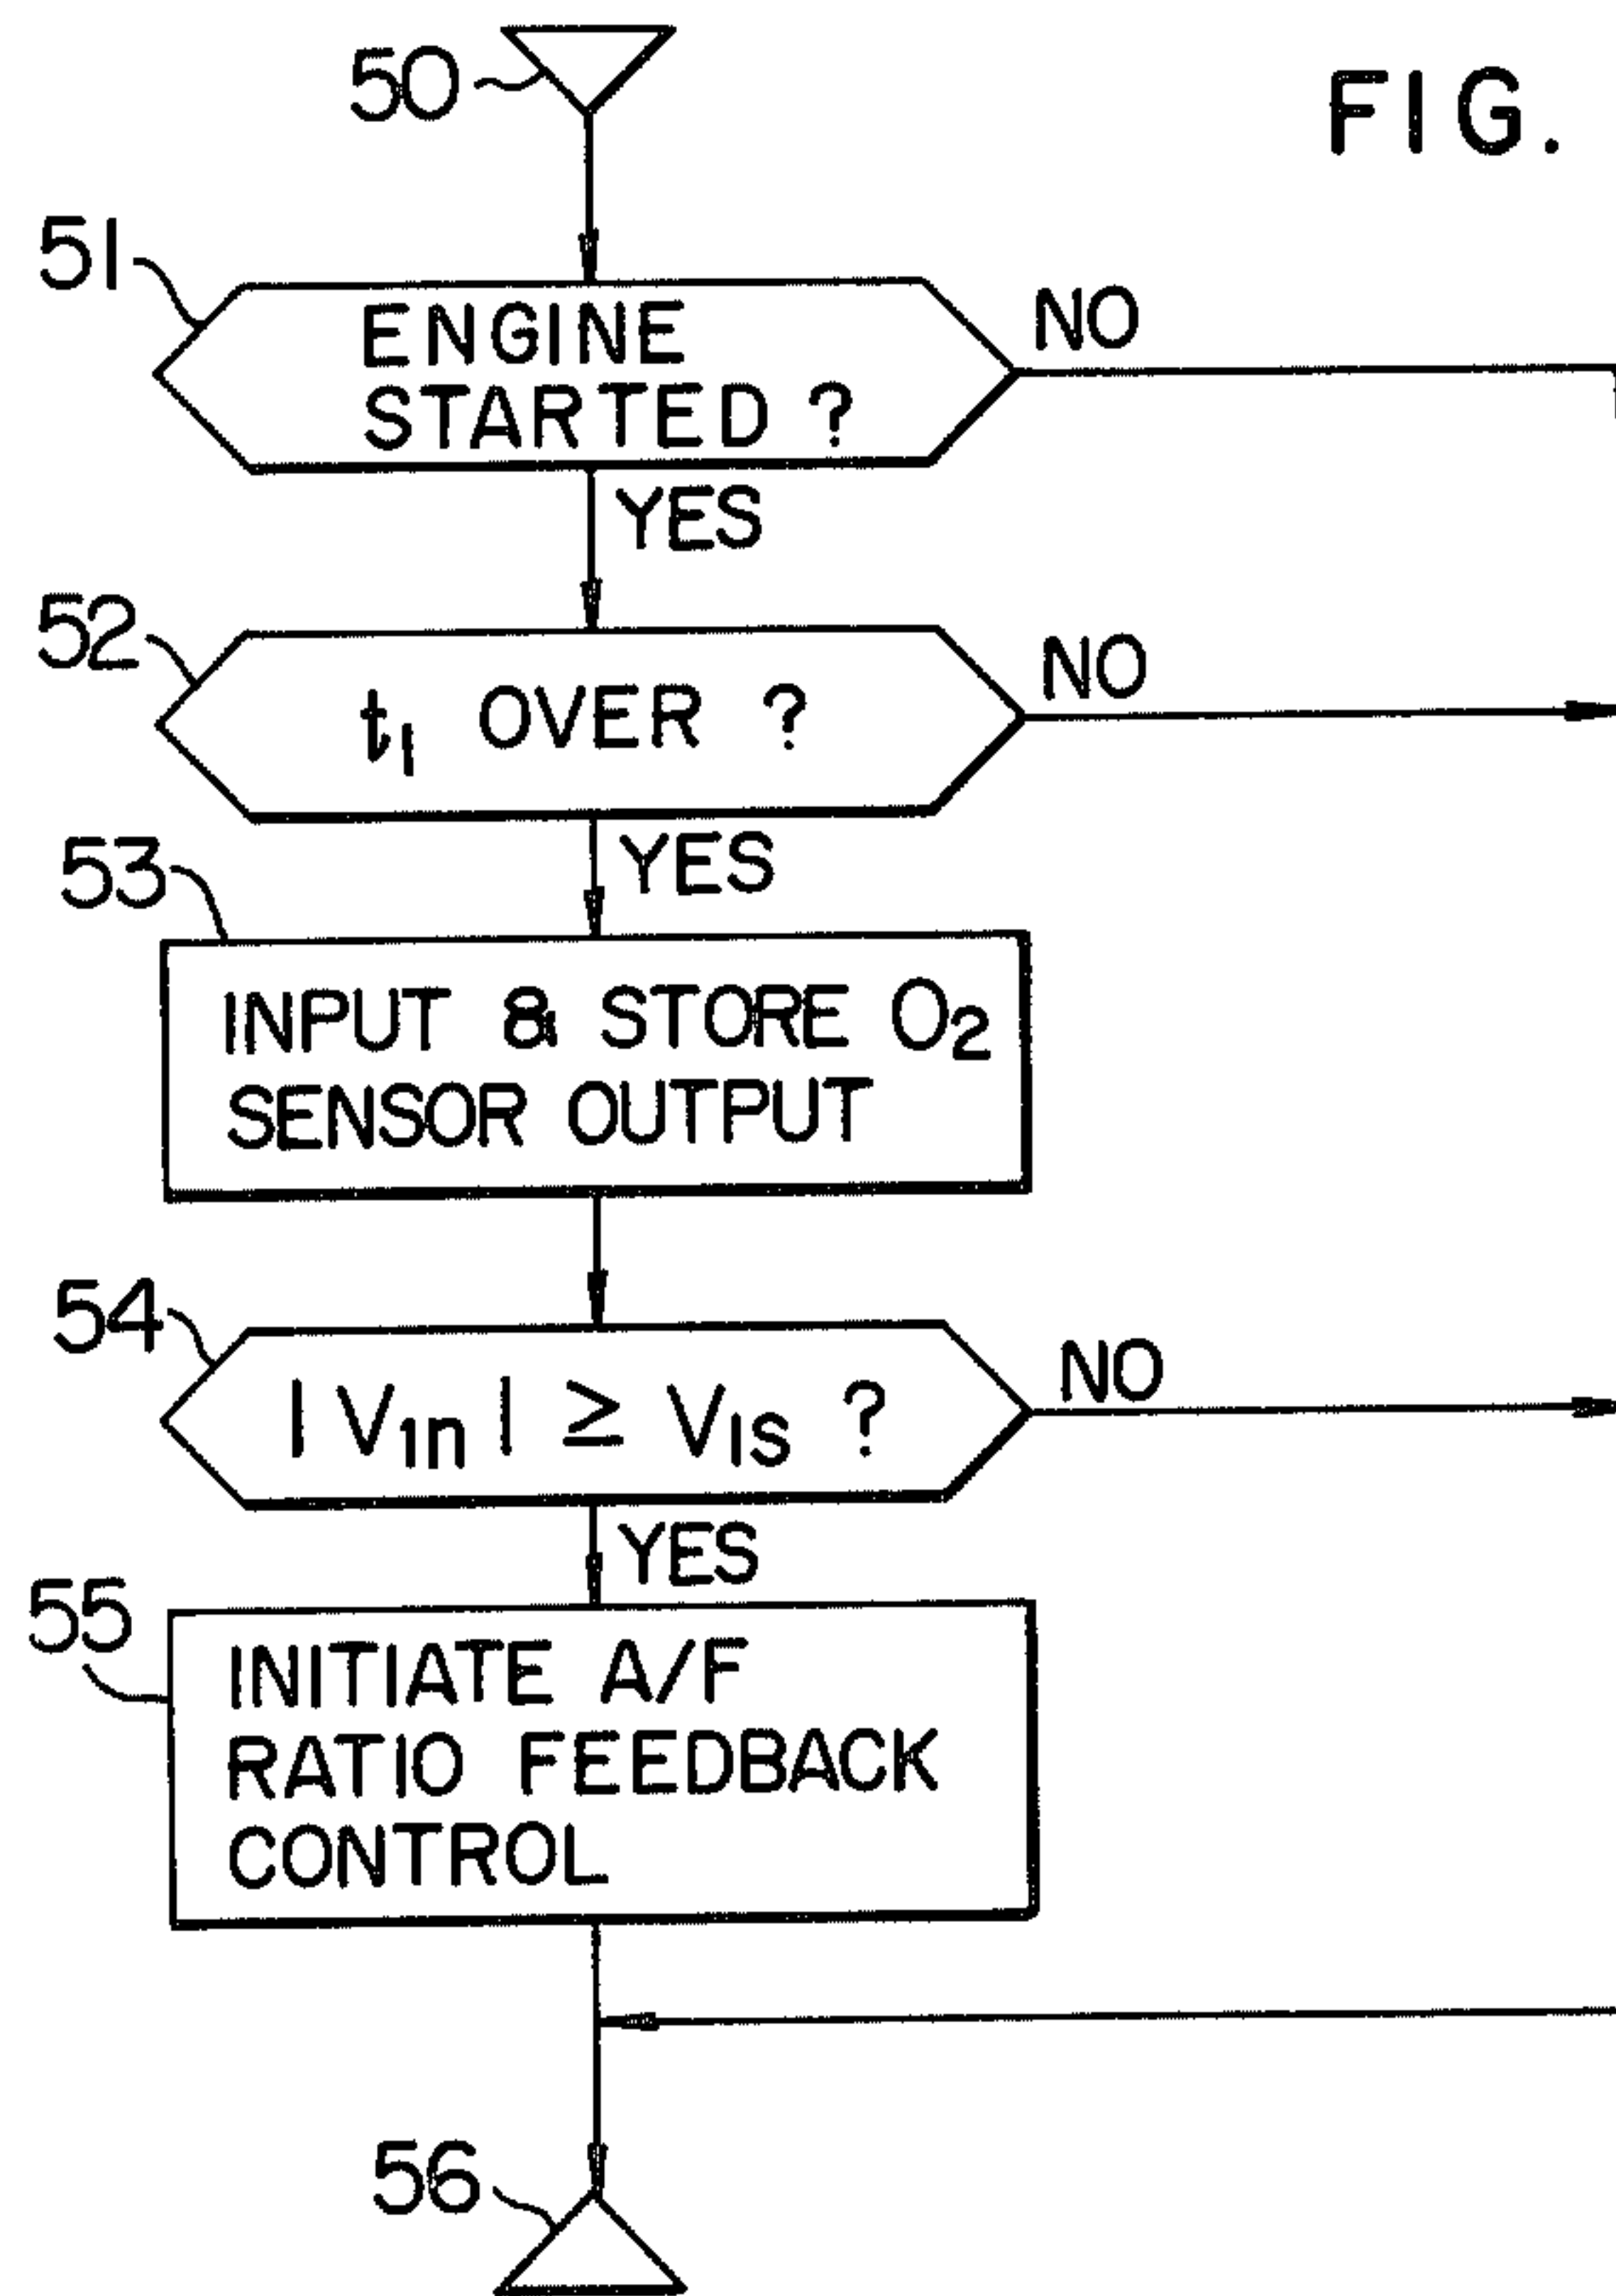 50
FIG.
51
ENGINE
STARTED ?
NO
YES
52
t₁ OVER ?
NO
YES
53
INPUT & STORE O₂
SENSOR OUTPUT
54
|V₁ₙ| ≥ V₁ₛ ?
NO
YES
55
INITIATE A/F
RATIO FEEDBACK
CONTROL
56